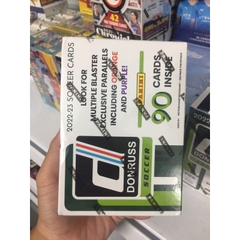 2022-23 SOCCER CARDS
LOOK FOR
MULTIPLE BLASTER
EXCLUSIVE PARALLELS
INCLUDING ORANGE
AND PURPLE!
PANINI
90 CARDS
INSIDE
DONRUSS
SOCCER
42